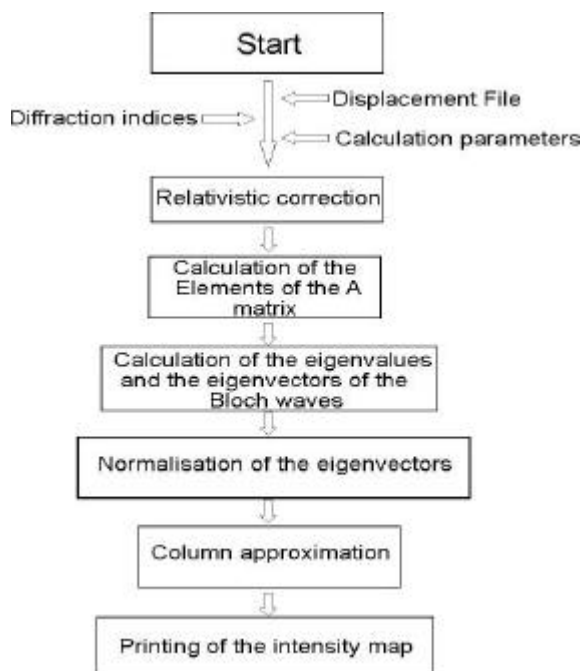 Start
Displacement File
Diffraction indices
Calculation parameters
Relativistic correction
Calculation of the
Elements of the A
matrix
Calculation of the eigenvalues
and the eigenvectors of the
Bloch waves
Normalisation of the eigenvectors
Column approximation
Printing of the intensity map